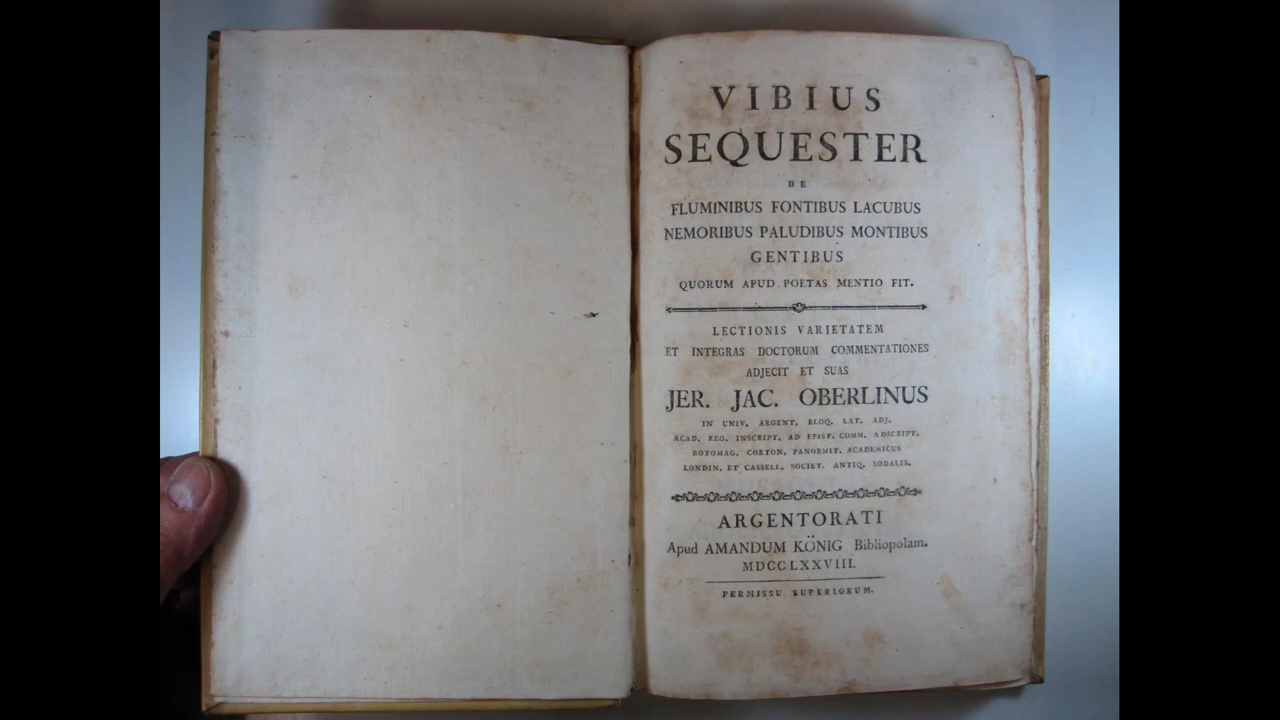 VIBIUS
SEQUESTER
DE
FLUMINIBUS FONTIBUS LACUBUS
NEMORIBUS PALUDIBUS MONTIBUS
GENTIBUS
QUORUM APUD POETAS MENTIO FIT.
LECTIONIS VARIETATEM
ET INTEGRAS DOCTORUM COMMENTATIONES
ADJECIT ET SUAS
JER. JAC. OBERLINUS
IN UNIV. ARGENT. ELOQ. LAT. ADJ.
ACAD. REG. INSCRIPT. AD EPIST. COMM. ADSCRIPT.
ROTOMAG. CORTON. PANORMIT. ACADEMICUS
LONDIN. ET CASSELL. SOCIET. ANTIQ. SODALIS.
ARGENTORATI
Apud AMANDUM KÖNIG Bibliopolam.
MDCCLXXVIII.
PERMISSU SUPERIORUM.